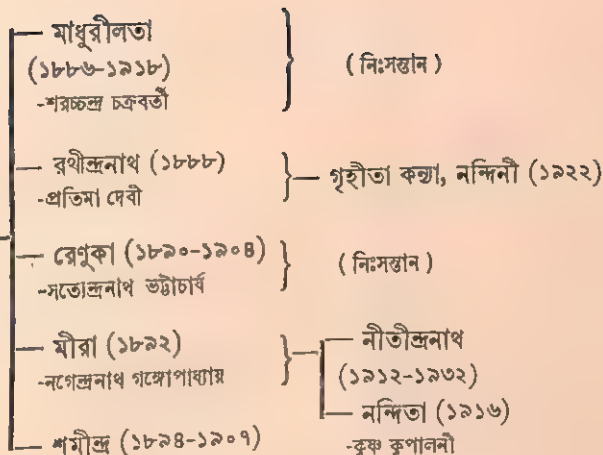 মাধুরীলতা
(১৮৮৬-১৯১৮)
-শরচ্চন্দ্র চক্রবর্তী
(নিঃসন্তান)
রথীন্দ্রনাথ (১৮৮৮)
-প্রতিমা দেবী
গৃহীতা কন্যা, নন্দিনী (১৯২২)
রেণুকা (১৮৯০-১৯০৪)
-সত্যেন্দ্রনাথ ভট্টাচার্য
(নিঃসন্তান)
মীরা (১৮৯২)
-নগেন্দ্রনাথ গঙ্গোপাধ্যায়
নীতীন্দ্রনাথ
(১৯১২-১৯৩২)
নন্দিতা (১৯১৬)
-কৃষ্ণ কৃপালনী
শমীন্দ্র (১৮৯৪-১৯০৭)